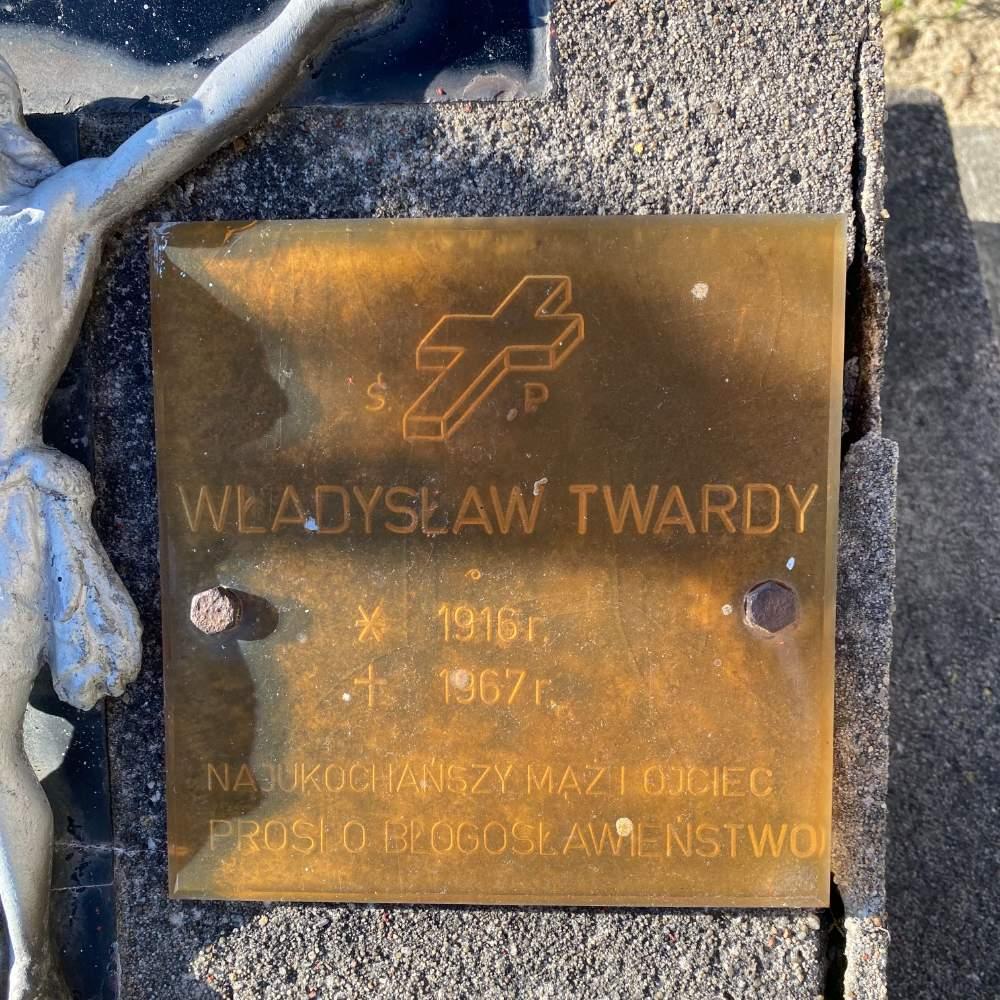 Ś. P.
WŁADYSŁAW TWARDY
* 1916 r.
† 1967 r.
NAJUKOCHAŃSZY MĄŻ I OJCIEC
PROSI O BŁOGOSŁAWIEŃSTWO